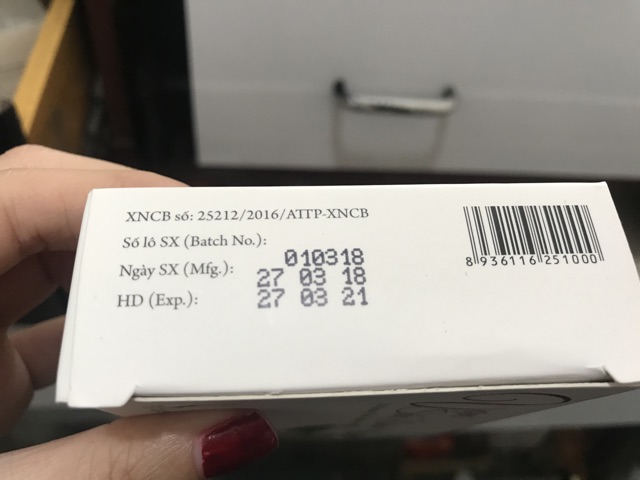 XNCB số: 25212/2016/ATTP-XNCB
Số lô SX (Batch No.): 010318
Ngày SX (Mfg.): 27 03 18
HD (Exp.): 27 03 21
8 936116 251000